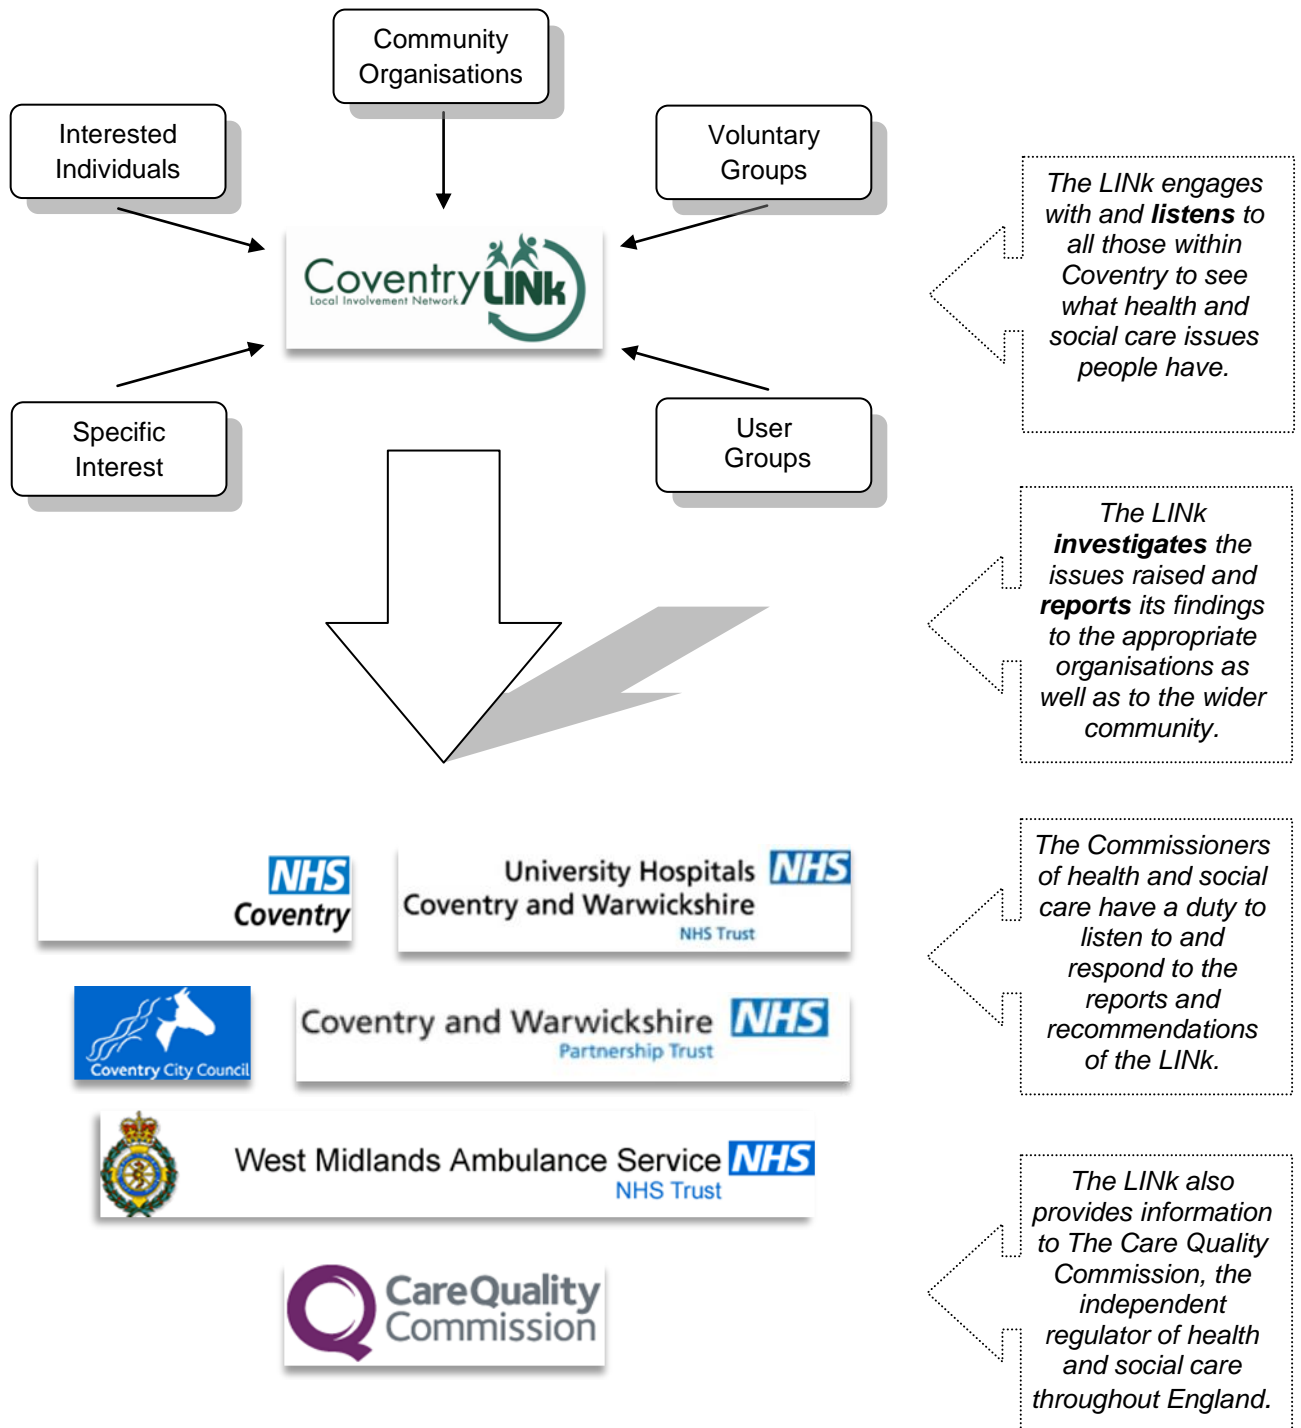 Community
Organisations
Interested
Individuals
Voluntary
Groups
Coventry LINk
Local Involvement Network
Specific
Interest
User
Groups
The LINk engages
with and listens to
all those within
Coventry to see
what health and
social care issues
people have.
The LINk
investigates the
issues raised and
reports its findings
to the appropriate
organisations as
well as to the wider
community.
NHS
Coventry
University Hospitals NHS
Coventry and Warwickshire
NHS Trust
Coventry City Council
Coventry and Warwickshire NHS
Partnership Trust
The Commissioners
of health and social
care have a duty to
listen to and
respond to the
reports and
recommendations
of the LINk.
West Midlands Ambulance Service NHS
NHS Trust
CareQuality
Commission
The LINk also
provides information
to The Care Quality
Commission, the
independent
regulator of health
and social care
throughout England.